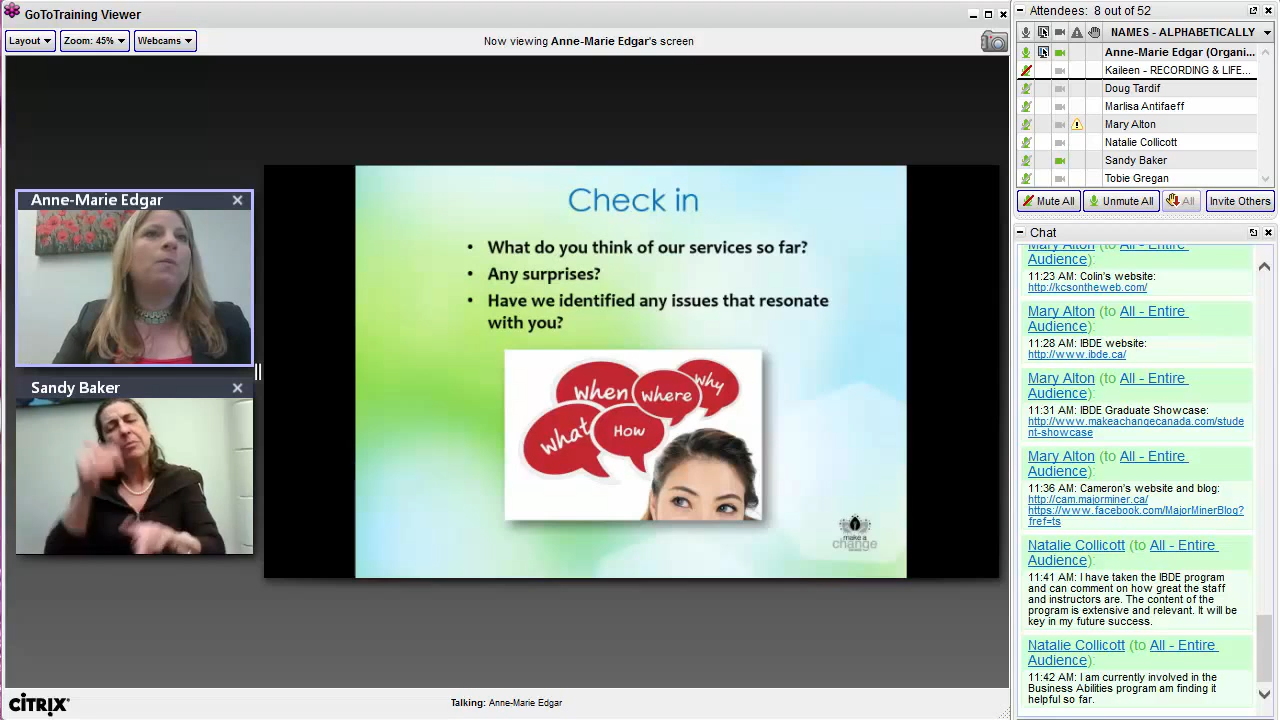 GoToTraining Viewer
Layout
Zoom: 45%
Webcams
Now viewing Anne-Marie Edgar's screen
Anne-Marie Edgar
Sandy Baker
Check in
• What do you think of our services so far?
• Any surprises?
• Have we identified any issues that resonate
with you?
when
where
why
what
How
make a
change
CITRIX
Talking: Anne-Marie Edgar
Attendees: 8 out of 52
NAMES - ALPHABETICALLY
Anne-Marie Edgar (Organi...
Kaileen - RECORDING & LIFE...
Doug Tardif
Marlisa Antifaeff
Mary Alton
Natalie Collicott
Sandy Baker
Tobie Gregan
Mute All
Unmute All
All
Invite Others
Chat
Mary Alton (to All - Entire
Audience):
11:23 AM: Colin's website:
http://kcsontheweb.com/
Mary Alton (to All - Entire
Audience):
11:28 AM: IBDE website:
http://www.ibde.ca/
Mary Alton (to All - Entire
Audience):
11:31 AM: IBDE Graduate Showcase:
http://www.makeachangecanada.com/stude
nt-showcase
Mary Alton (to All - Entire
Audience):
11:36 AM: Cameron's website and blog:
http://cam.majorminer.ca/
https://www.facebook.com/MajorMinerBlog?
fref=ts
Natalie Collicott (to All - Entire
Audience):
11:41 AM: I have taken the IBDE program
and can comment on how great the staff
and instructors are. The content of the
program is extensive and relevant. It will be
key in my future success.
Natalie Collicott (to All - Entire
Audience):
11:42 AM: I am currently involved in the
Business Abilities program am finding it
helpful so far.